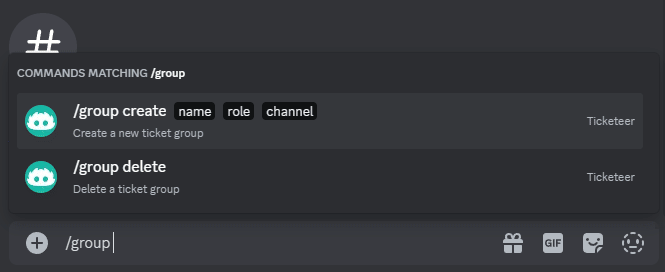 COMMANDS MATCHING /group
/group create name role channel
Create a new ticket group
Ticketeer
/group delete
Delete a ticket group
Ticketeer
/group
GIF